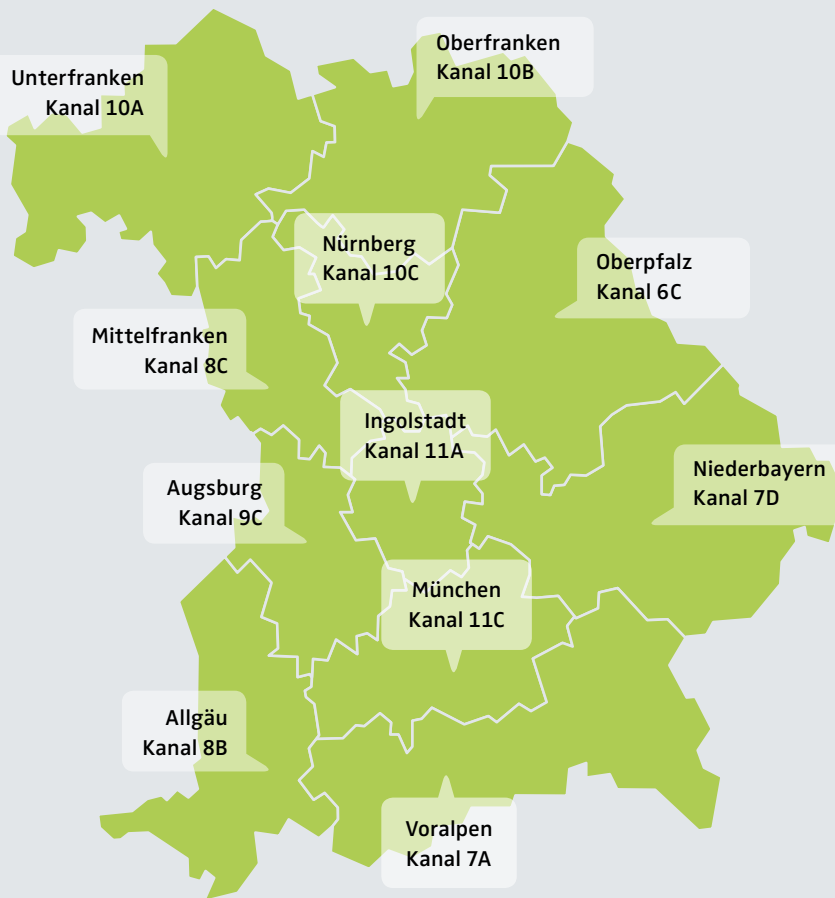 Oberfranken
Kanal 10B
Unterfranken
Kanal 10A
Nürnberg
Kanal 10C
Oberpfalz
Kanal 6C
Mittelfranken
Kanal 8C
Ingolstadt
Kanal 11A
Niederbayern
Kanal 7D
Augsburg
Kanal 9C
München
Kanal 11C
Allgäu
Kanal 8B
Voralpen
Kanal 7A